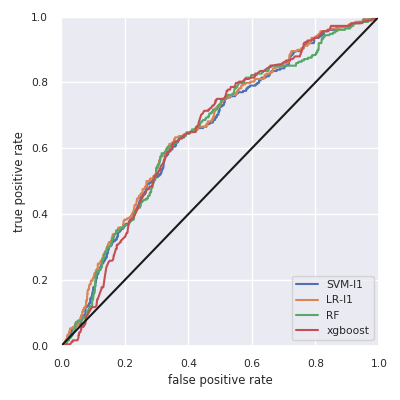 1.0
0.8
0.6
0.4
0.2
0.0
true positive rate
SVM-l1
LR-l1
RF
xgboost
0.0 0.2 0.4 0.6 0.8 1.0
false positive rate